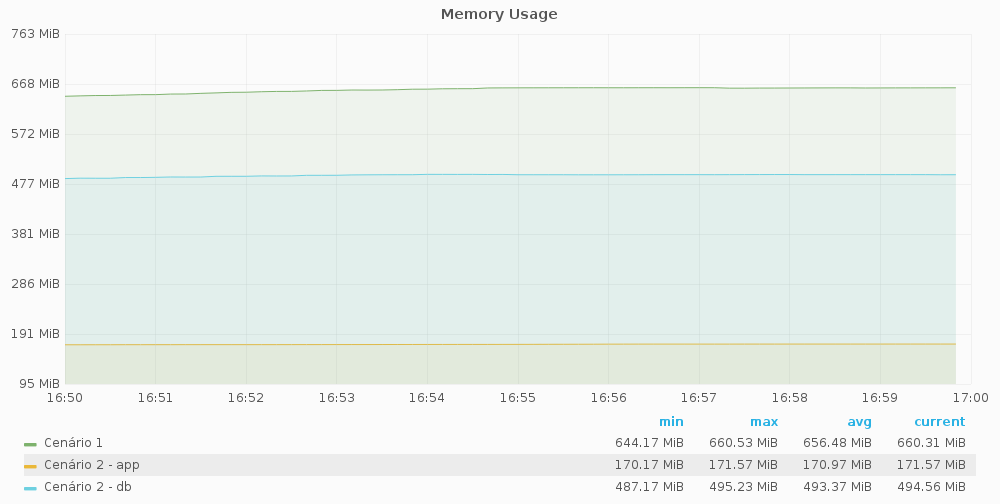 Memory Usage
763 MiB
668 MiB
572 MiB
477 MiB
381 MiB
286 MiB
191 MiB
95 MiB
16:50 16:51 16:52 16:53 16:54 16:55 16:56 16:57 16:58 16:59 17:00
min max avg current
Cenário 1 644.17 MiB 660.53 MiB 656.48 MiB 660.31 MiB
Cenário 2 - app 170.17 MiB 171.57 MiB 170.97 MiB 171.57 MiB
Cenário 2 - db 487.17 MiB 495.23 MiB 493.37 MiB 494.56 MiB